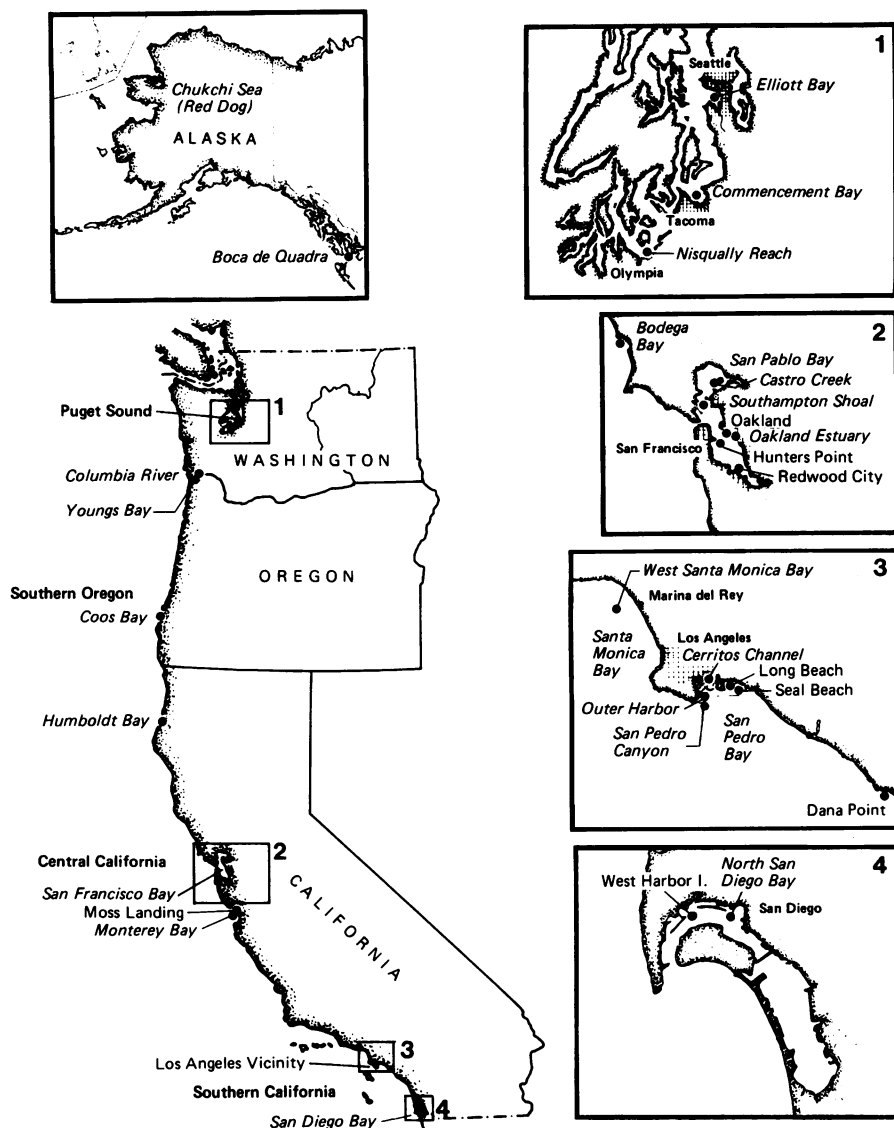 Chukchi Sea
(Red Dog)
ALASKA
Boca de Quadra
1
Seattle
Elliott Bay
Commencement Bay
Tacoma
Nisqually Reach
Olympia
Puget Sound
1
WASHINGTON
Columbia River
Youngs Bay
OREGON
Southern Oregon
Coos Bay
Humboldt Bay
Central California
2
San Francisco Bay
Moss Landing
Monterey Bay
CALIFORNIA
3
Los Angeles Vicinity
Southern California
4
San Diego Bay
2
Bodega
Bay
San Pablo Bay
Castro Creek
Southampton Shoal
Oakland
San Francisco
Oakland Estuary
Hunters Point
Redwood City
3
West Santa Monica Bay
Marina del Rey
Santa
Monica
Bay
Los Angeles
Cerritos Channel
Long Beach
Seal Beach
Outer Harbor
San Pedro
Canyon
San
Pedro
Bay
Dana Point
4
North San
Diego Bay
West Harbor I.
San Diego